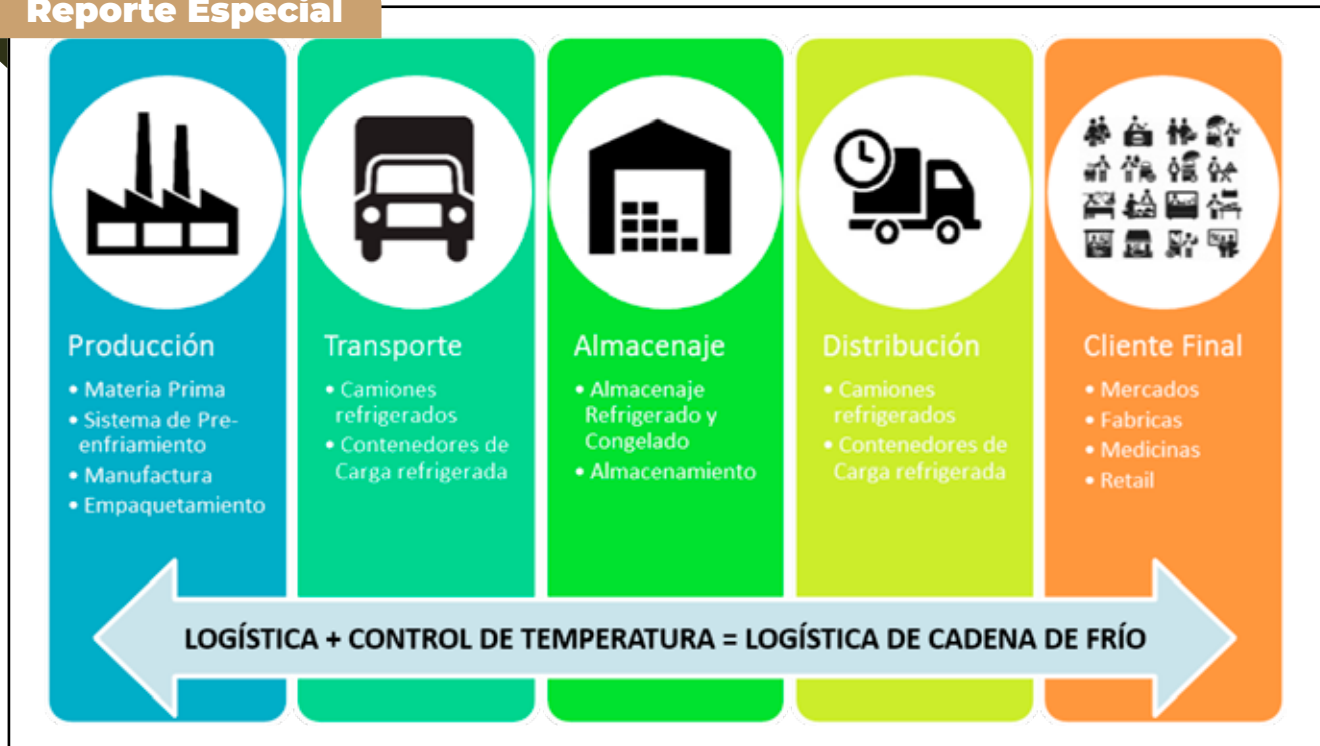 Reporte Especial
Producción
• Materia Prima
• Sistema de Pre-
enfriamiento
• Manufactura
• Empaquetamiento
Transporte
• Camiones
refrigerados
• Contenedores de
Carga refrigerada
Almacenaje
• Almacenaje
Refrigerado y
Congelado
• Almacenamiento
Distribución
• Camiones
refrigerados
• Contenedores de
Carga refrigerada
Cliente Final
• Mercados
• Fabricas
• Medicinas
• Retail
LOGÍSTICA + CONTROL DE TEMPERATURA = LOGÍSTICA DE CADENA DE FRÍO